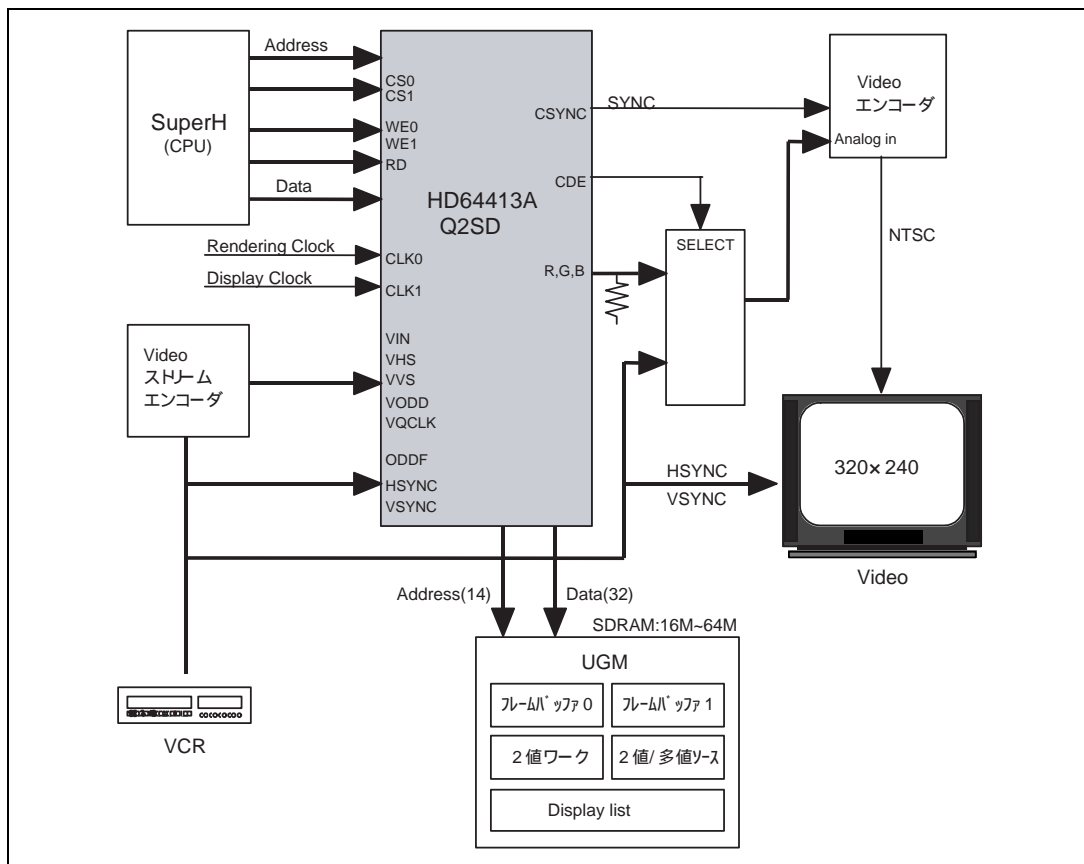 SuperH
(CPU)
Address
CS0
CS1
WE0
WE1
RD
Data
Rendering Clock
CLK0
Display Clock
CLK1
HD64413A
Q2SD
CSYNC
SYNC
CDE
R,G,B
SELECT
Video
エンコーダ
Analog in
NTSC
Video
ストリーム
エンコーダ
VIN
VHS
VVS
VODD
VQCLK
ODDF
HSYNC
VSYNC
HSYNC
VSYNC
320×240
Video
Address(14)
Data(32)
SDRAM:16M~64M
UGM
ﾌﾚｰﾑﾊﾞｯﾌｧ 0
ﾌﾚｰﾑﾊﾞｯﾌｧ 1
2 値ワーク
2 値/ 多値ｿｰｽ
Display list
VCR